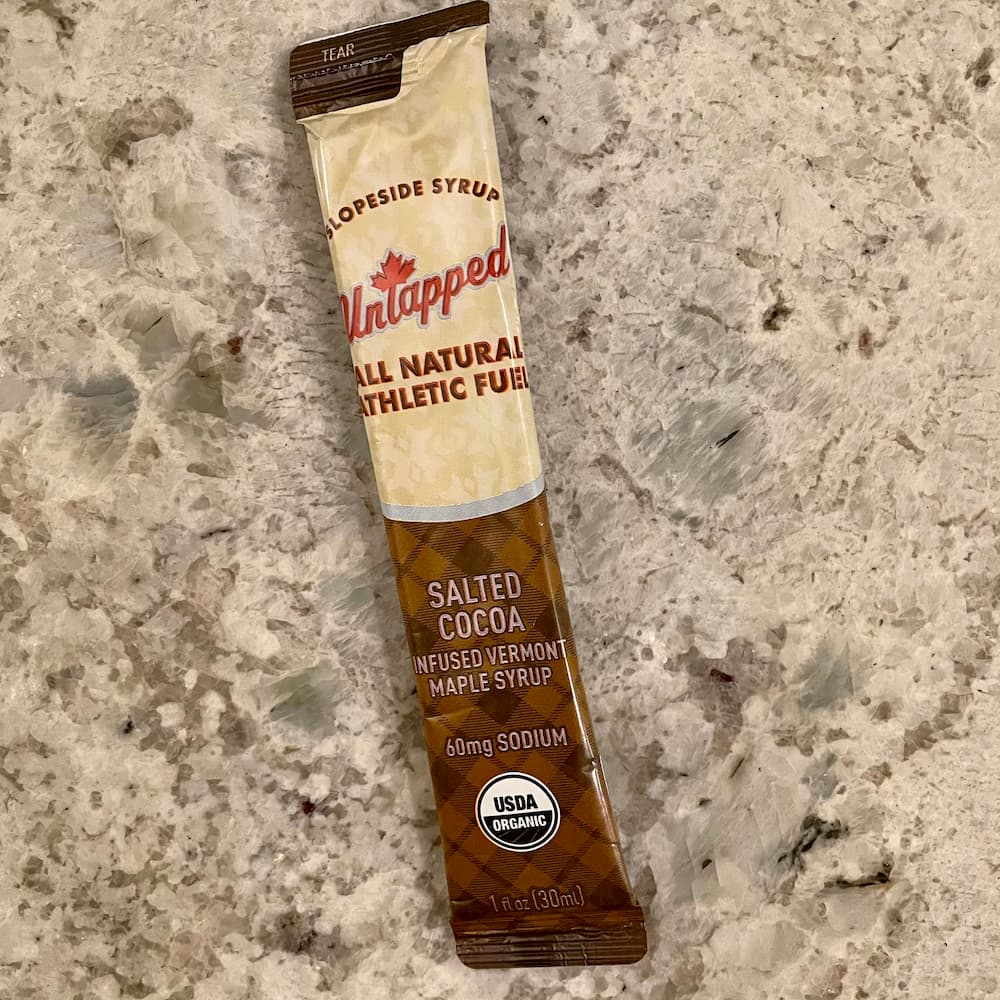 TEAR
SLOPESIDE SYRUP
UnTapped
ALL NATURAL
ATHLETIC FUEL
SALTED
COCOA
INFUSED VERMONT
MAPLE SYRUP
60mg SODIUM
USDA
ORGANIC
1 fl oz (30ml)